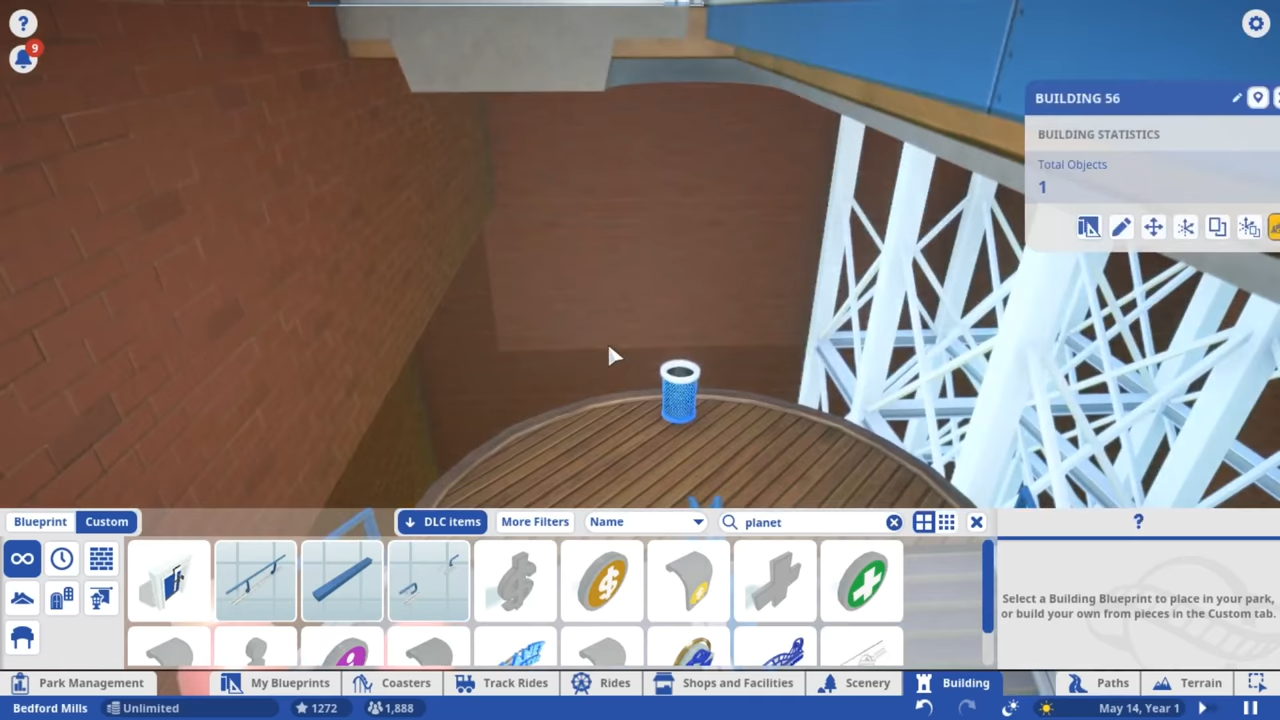 ?
9
BUILDING 56
BUILDING STATISTICS
Total Objects
1
Blueprint
Custom
DLC items
More Filters
Name
planet
?
Select a Building Blueprint to place in your park,
or build your own from pieces in the Custom tab.
Park Management
My Blueprints
Coasters
Track Rides
Rides
Shops and Facilities
Scenery
Building
Paths
Terrain
Bedford Mills
Unlimited
1272
1,888
May 14, Year 1